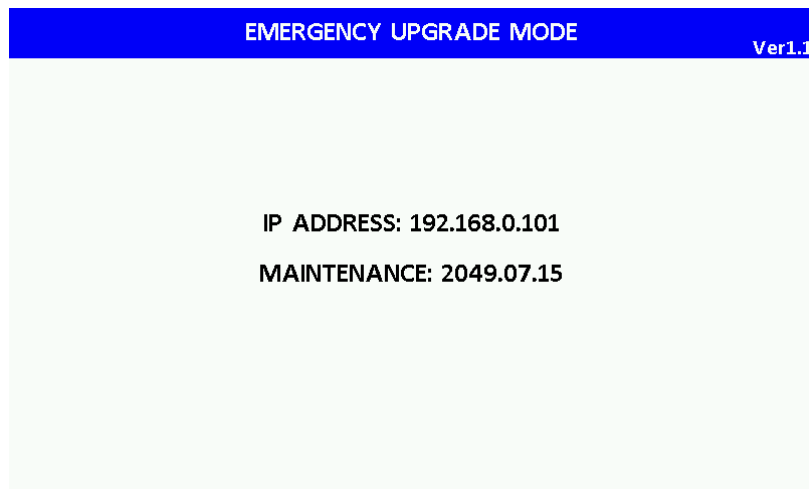 EMERGENCY UPGRADE MODE
Ver1.1
IP ADDRESS: 192.168.0.101
MAINTENANCE: 2049.07.15